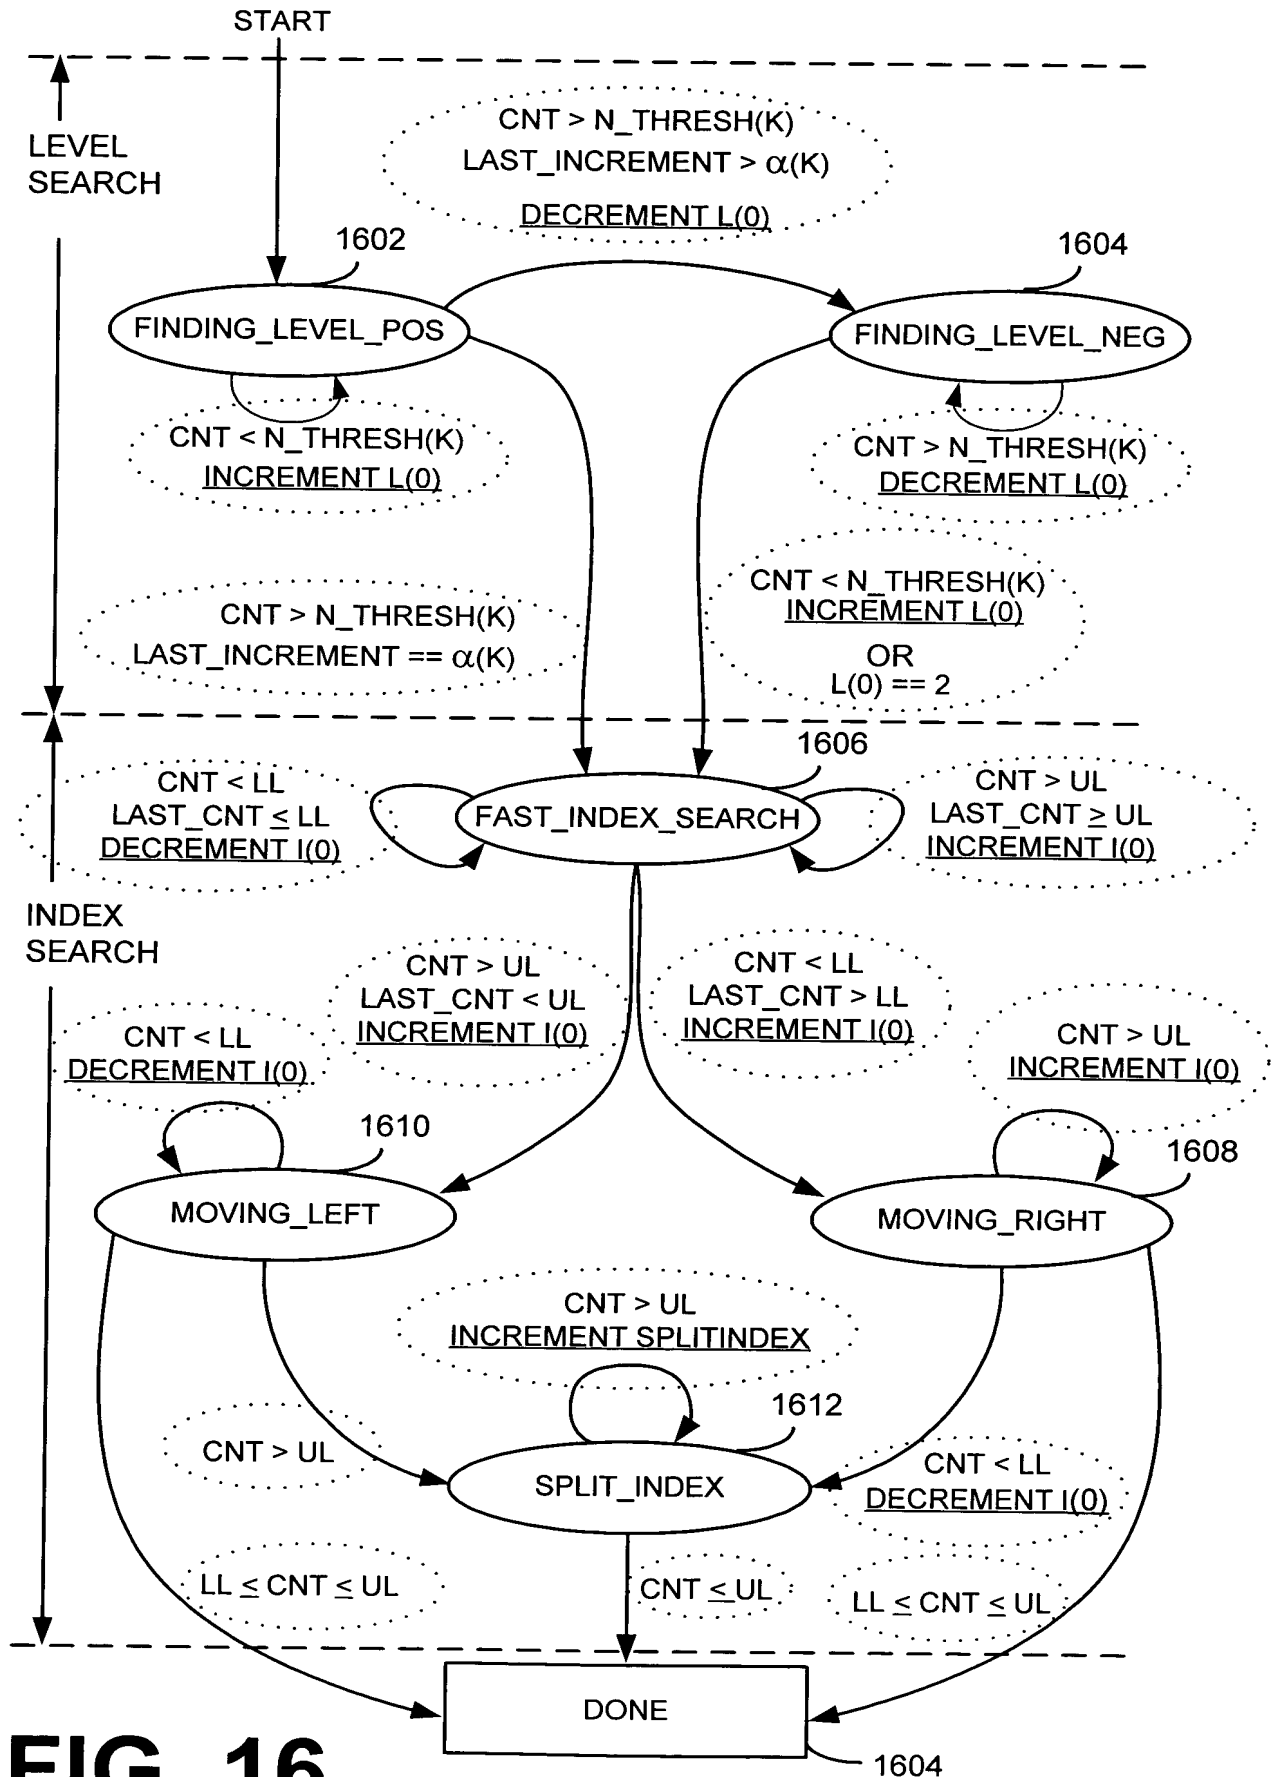 START
LEVEL
SEARCH
CNT > N_THRESH(K)
LAST_INCREMENT > α(K)
DECREMENT L(0)
1602
1604
FINDING_LEVEL_POS
FINDING_LEVEL_NEG
CNT < N_THRESH(K)
INCREMENT L(0)
CNT > N_THRESH(K)
DECREMENT L(0)
CNT > N_THRESH(K)
LAST_INCREMENT == α(K)
CNT < N_THRESH(K)
INCREMENT L(0)
OR
L(0) == 2
1606
CNT < LL
LAST_CNT ≤ LL
DECREMENT I(0)
FAST_INDEX_SEARCH
CNT > UL
LAST_CNT ≥ UL
INCREMENT I(0)
INDEX
SEARCH
CNT > UL
LAST_CNT < UL
INCREMENT I(0)
CNT < LL
LAST_CNT > LL
INCREMENT I(0)
CNT < LL
DECREMENT I(0)
CNT > UL
INCREMENT I(0)
1610
1608
MOVING_LEFT
MOVING_RIGHT
CNT > UL
INCREMENT SPLITINDEX
1612
CNT > UL
SPLIT_INDEX
CNT < LL
DECREMENT I(0)
LL ≤ CNT ≤ UL
CNT ≤ UL
LL ≤ CNT ≤ UL
DONE
1604
FIG. 16